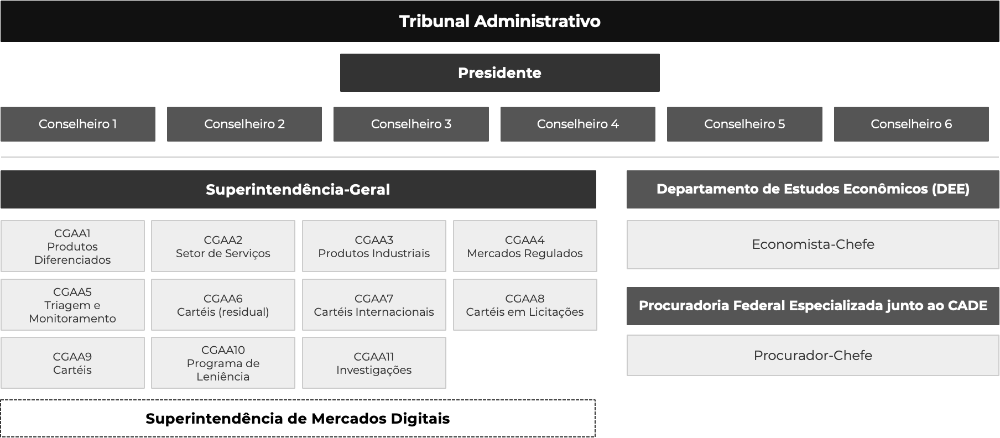 Tribunal Administrativo
Presidente
Conselheiro 1
Conselheiro 2
Conselheiro 3
Conselheiro 4
Conselheiro 5
Conselheiro 6
Superintendência-Geral
CGAA1
Produtos
Diferenciados
CGAA2
Setor de Serviços
CGAA3
Produtos Industriais
CGAA4
Mercados Regulados
CGAA5
Triagem e
Monitoramento
CGAA6
Cartéis (residual)
CGAA7
Cartéis Internacionais
CGAA8
Cartéis em Licitações
CGAA9
Cartéis
CGAA10
Programa de
Leniência
CGAA11
Investigações
Superintendência de Mercados Digitais
Departamento de Estudos Econômicos (DEE)
Economista-Chefe
Procuradoria Federal Especializada junto ao CADE
Procurador-Chefe